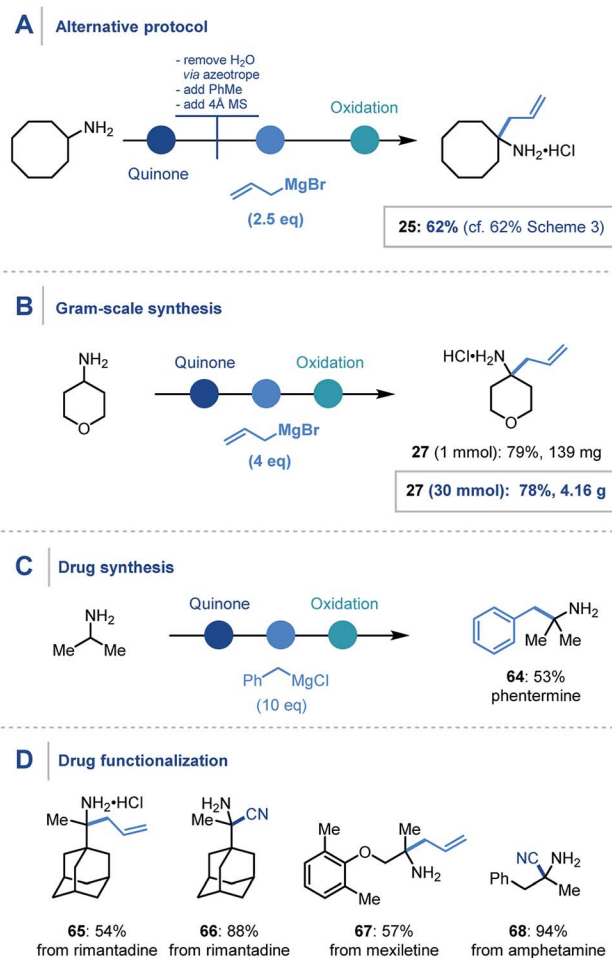 A Alternative protocol
- remove H₂O
via azeotrope
- add PhMe
- add 4Å MS
NH₂
Quinone
Oxidation
MgBr
(2.5 eq)
NH₂•HCl
25: 62% (cf. 62% Scheme 3)
B Gram-scale synthesis
NH₂
O
Quinone
Oxidation
MgBr
(4 eq)
HCl•H₂N
O
27 (1 mmol): 79%, 139 mg
27 (30 mmol): 78%, 4.16 g
C Drug synthesis
NH₂
Me Me
Quinone
Oxidation
Ph MgCl
(10 eq)
NH₂
Me Me
64: 53%
phentermine
D Drug functionalization
NH₂•HCl
Me
65: 54%
from rimantadine
H₂N
Me CN
66: 88%
from rimantadine
Me
O
Me
Me
NH₂
67: 57%
from mexiletine
NC NH₂
Ph Me
68: 94%
from amphetamine